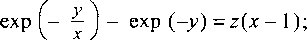 exp(− y/x) − exp (−y) = z(x − 1);